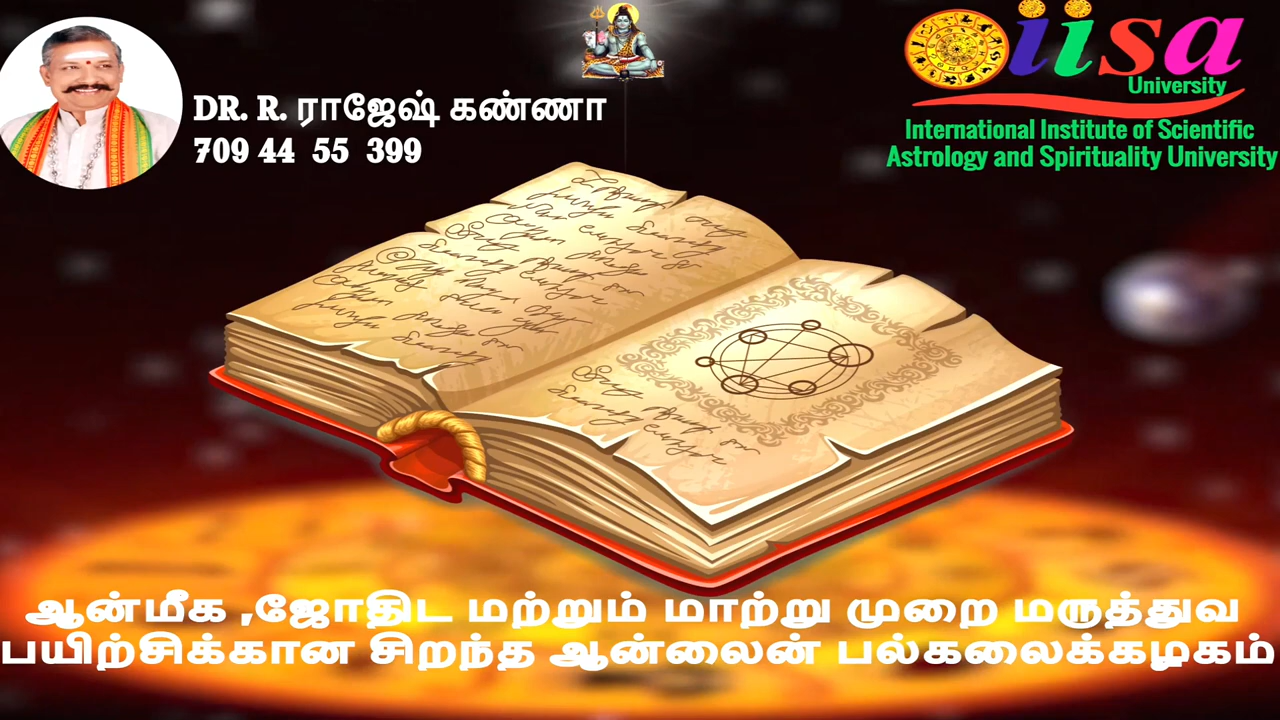 DR. R. ராஜேஷ் கண்ணா
709 44 55 399
iisa
University
International Institute of Scientific
Astrology and Spirituality University
ஆன்மீக ,ஜோதிட மற்றும் மாற்று முறை மருத்துவ
பயிற்சிக்கான சிறந்த ஆன்லைன் பல்கலைக்கழகம்